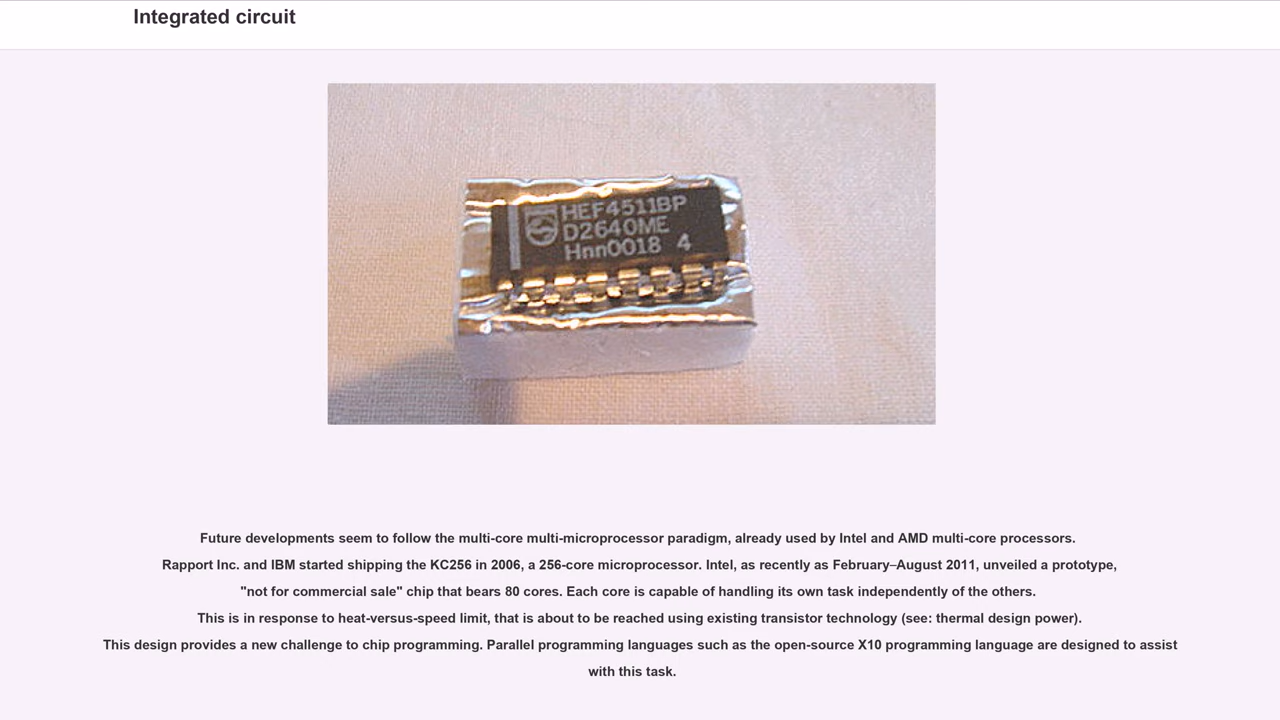 Integrated circuit
HEF4511BP
D2640ME
Hnn0018 4
Future developments seem to follow the multi-core multi-microprocessor paradigm, already used by Intel and AMD multi-core processors.
Rapport Inc. and IBM started shipping the KC256 in 2006, a 256-core microprocessor. Intel, as recently as February–August 2011, unveiled a prototype,
"not for commercial sale" chip that bears 80 cores. Each core is capable of handling its own task independently of the others.
This is in response to heat-versus-speed limit, that is about to be reached using existing transistor technology (see: thermal design power).
This design provides a new challenge to chip programming. Parallel programming languages such as the open-source X10 programming language are designed to assist
with this task.